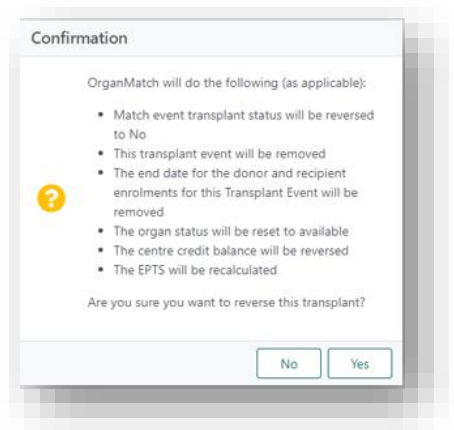 Confirmation
OrganMatch will do the following (as applicable):
• Match event transplant status will be reversed
to No
• This transplant event will be removed
• The end date for the donor and recipient
enrolments for this Transplant Event will be
removed
• The organ status will be reset to available
• The centre credit balance will be reversed
• The EPTS will be recalculated
Are you sure you want to reverse this transplant?
No Yes